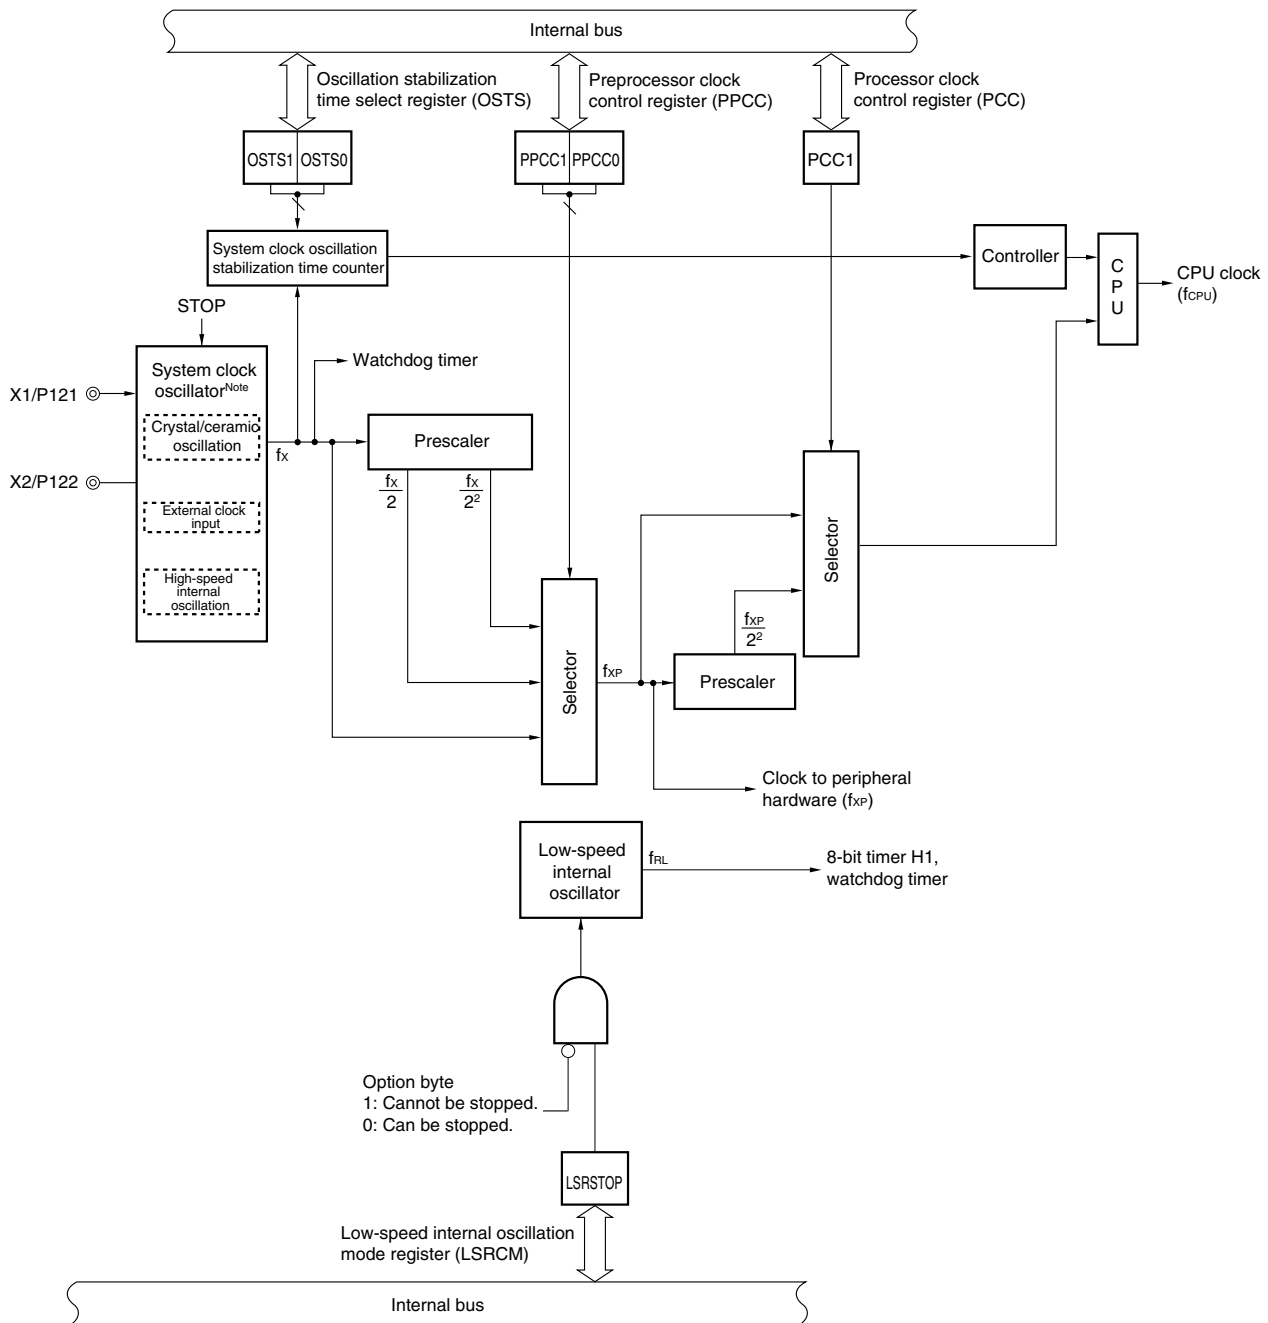 Internal bus
Oscillation stabilization
time select register (OSTS)
Preprocessor clock
control register (PPCC)
Processor clock
control register (PCC)
OSTS1 OSTS0
PPCC1 PPCC0
PCC1
System clock oscillation
stabilization time counter
Controller
C
P
U
CPU clock
(fCPU)
STOP
Watchdog timer
System clock
oscillatorNote
X1/P121
Crystal/ceramic
oscillation
fX
Prescaler
X2/P122
fX
2
fX
2²
External clock
input
High-speed
internal
oscillation
Selector
Selector
fXP
fXP
2²
Prescaler
Clock to peripheral
hardware (fXP)
Low-speed
internal
oscillator
fRL
8-bit timer H1,
watchdog timer
Option byte
1: Cannot be stopped.
0: Can be stopped.
LSRSTOP
Low-speed internal oscillation
mode register (LSRCM)
Internal bus